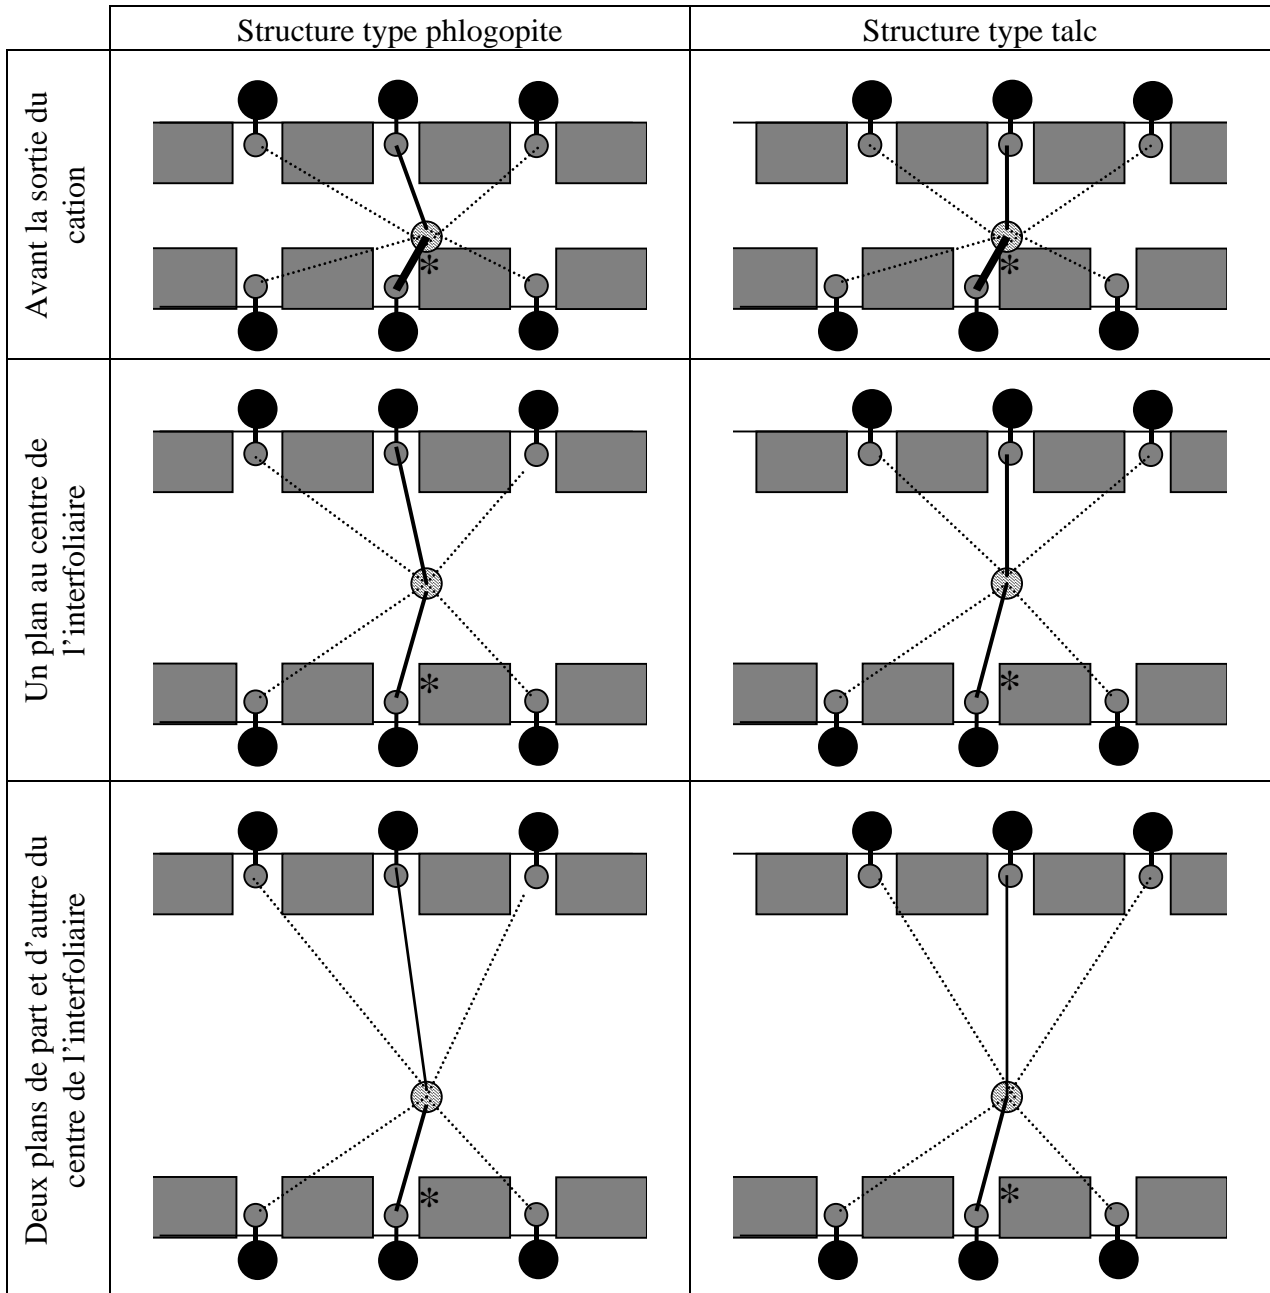 Structure type phlogopite
Structure type talc
Avant la sortie du
cation
*
*
Un plan au centre de
l'interfoliaire
*
*
Deux plans de part et d'autre du
centre de l'interfoliaire
*
*